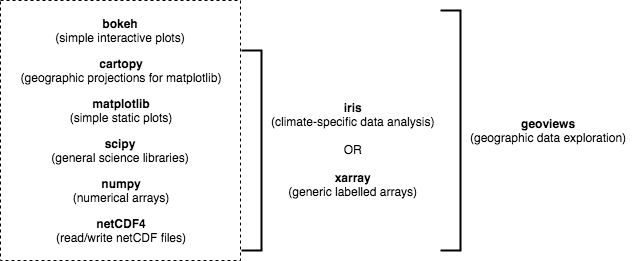 bokeh
(simple interactive plots)
cartopy
(geographic projections for matplotlib)
matplotlib
(simple static plots)
scipy
(general science libraries)
numpy
(numerical arrays)
netCDF4
(read/write netCDF files)
iris
(climate-specific data analysis)
OR
xarray
(generic labelled arrays)
geoviews
(geographic data exploration)